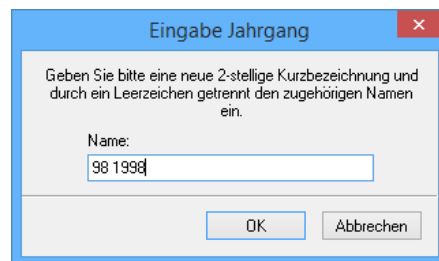 Eingabe Jahrgang
Geben Sie bitte eine neue 2-stellige Kurzbezeichnung und
durch ein Leerzeichen getrennt den zugehörigen Namen
ein.
Name:
98 1998
OK Abbrechen